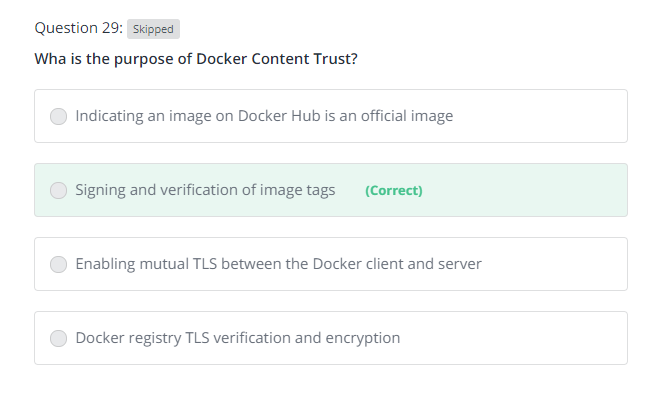 Question 29: Skipped
Wha is the purpose of Docker Content Trust?
Indicating an image on Docker Hub is an official image
Signing and verification of image tags (Correct)
Enabling mutual TLS between the Docker client and server
Docker registry TLS verification and encryption